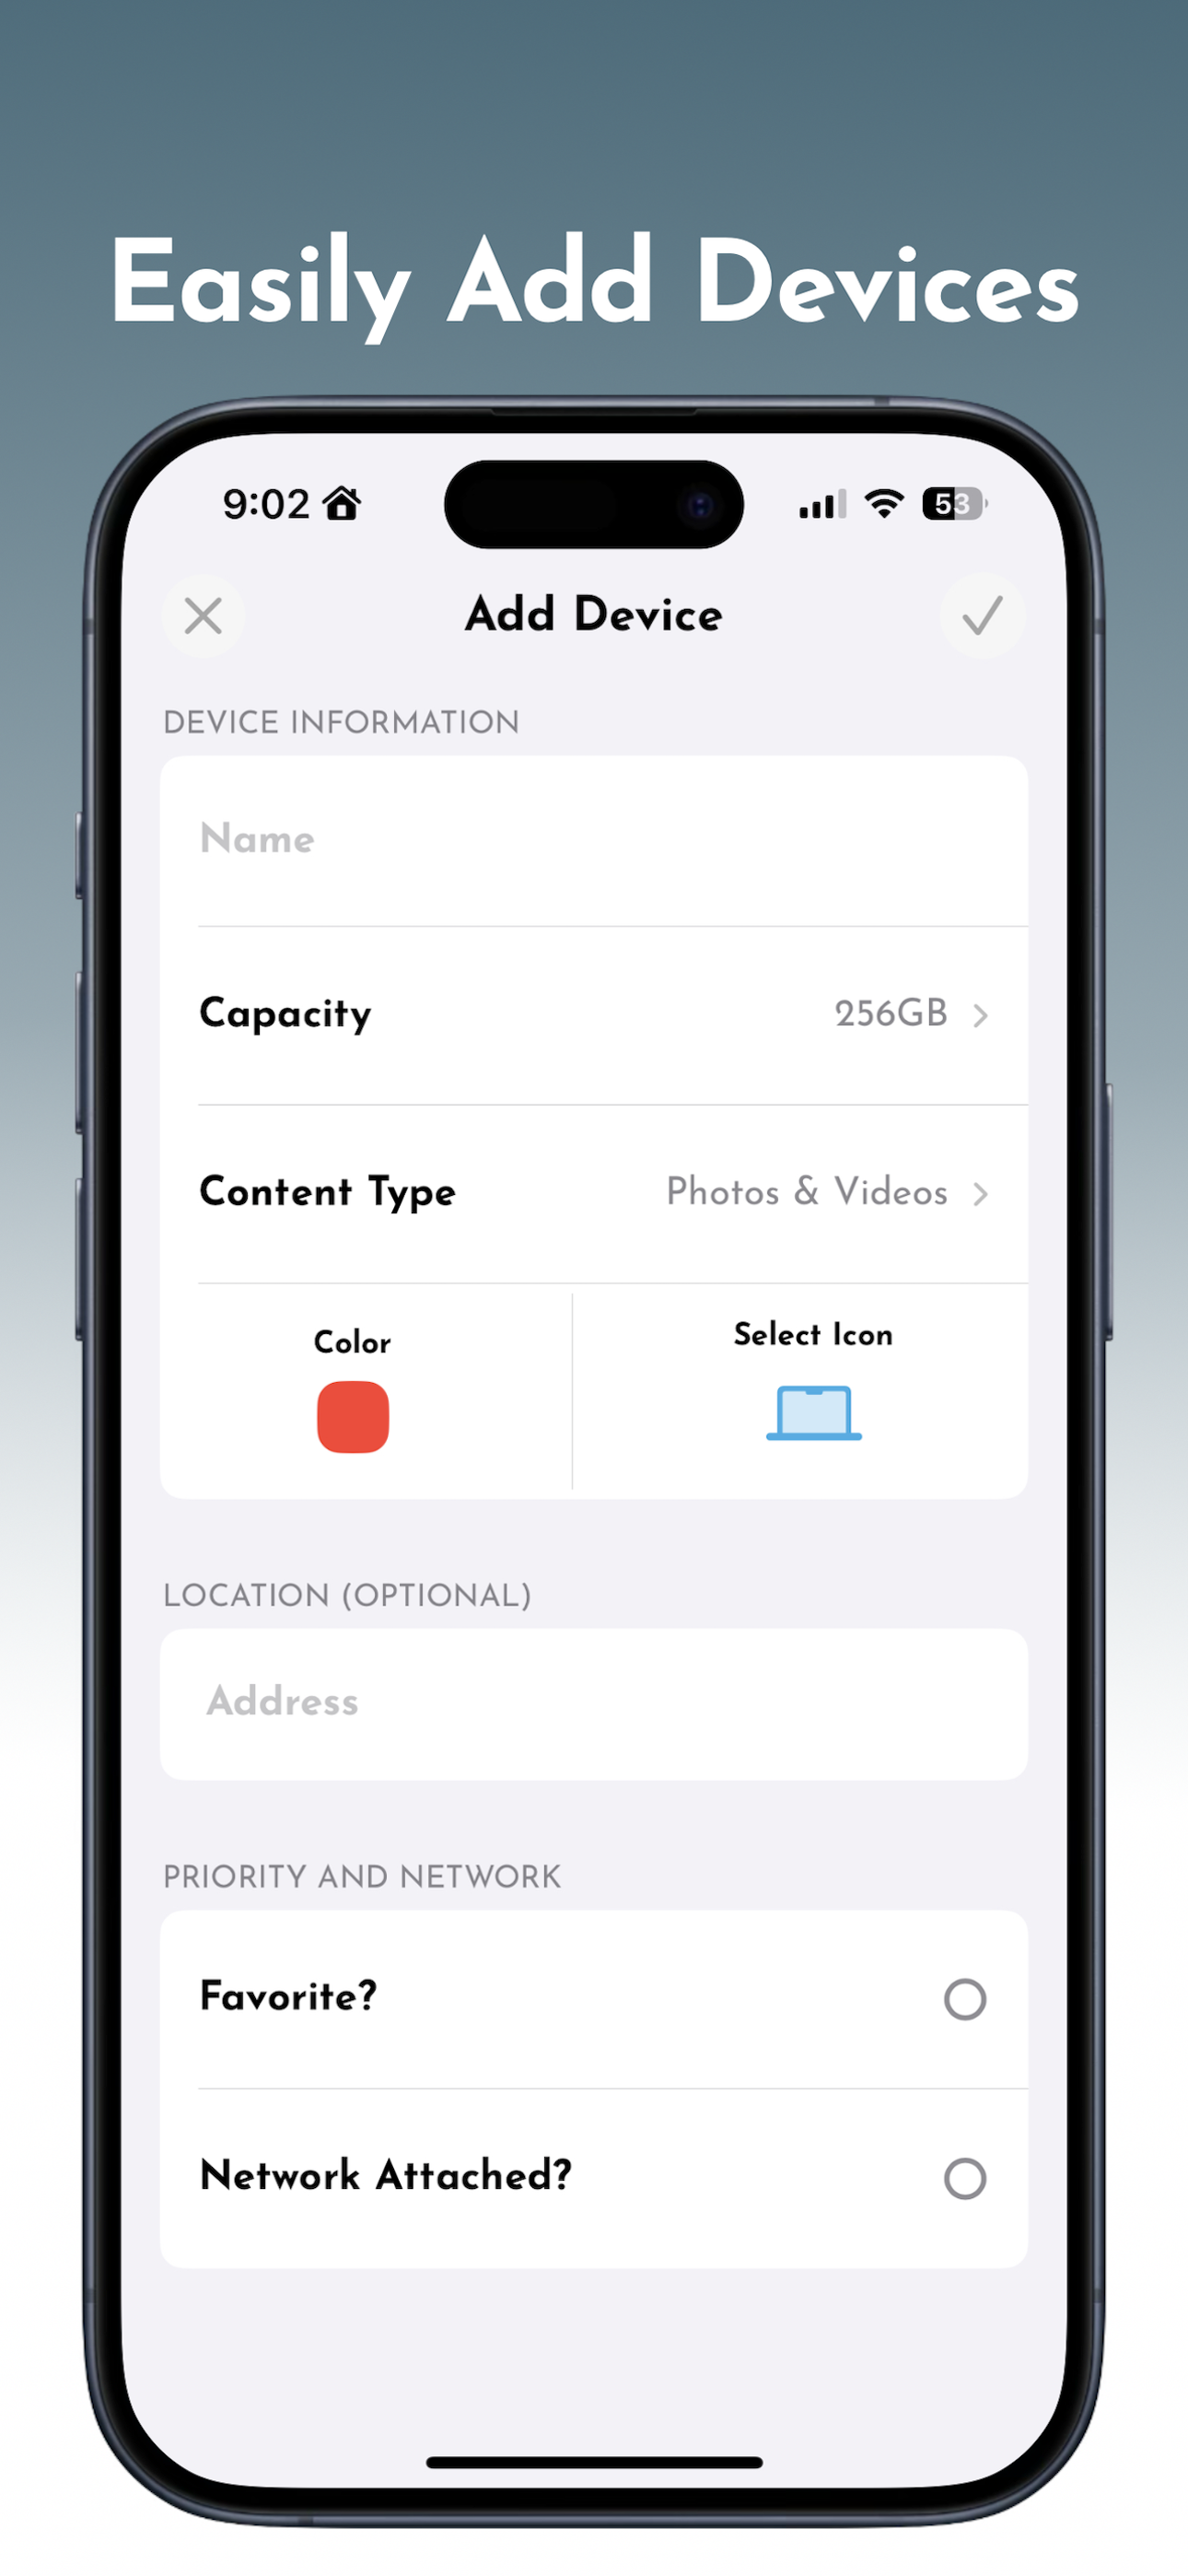 Easily Add Devices
9:02
53
Add Device
DEVICE INFORMATION
Name
Capacity
256GB
Content Type
Photos & Videos
Color
Select Icon
LOCATION (OPTIONAL)
Address
PRIORITY AND NETWORK
Favorite?
Network Attached?